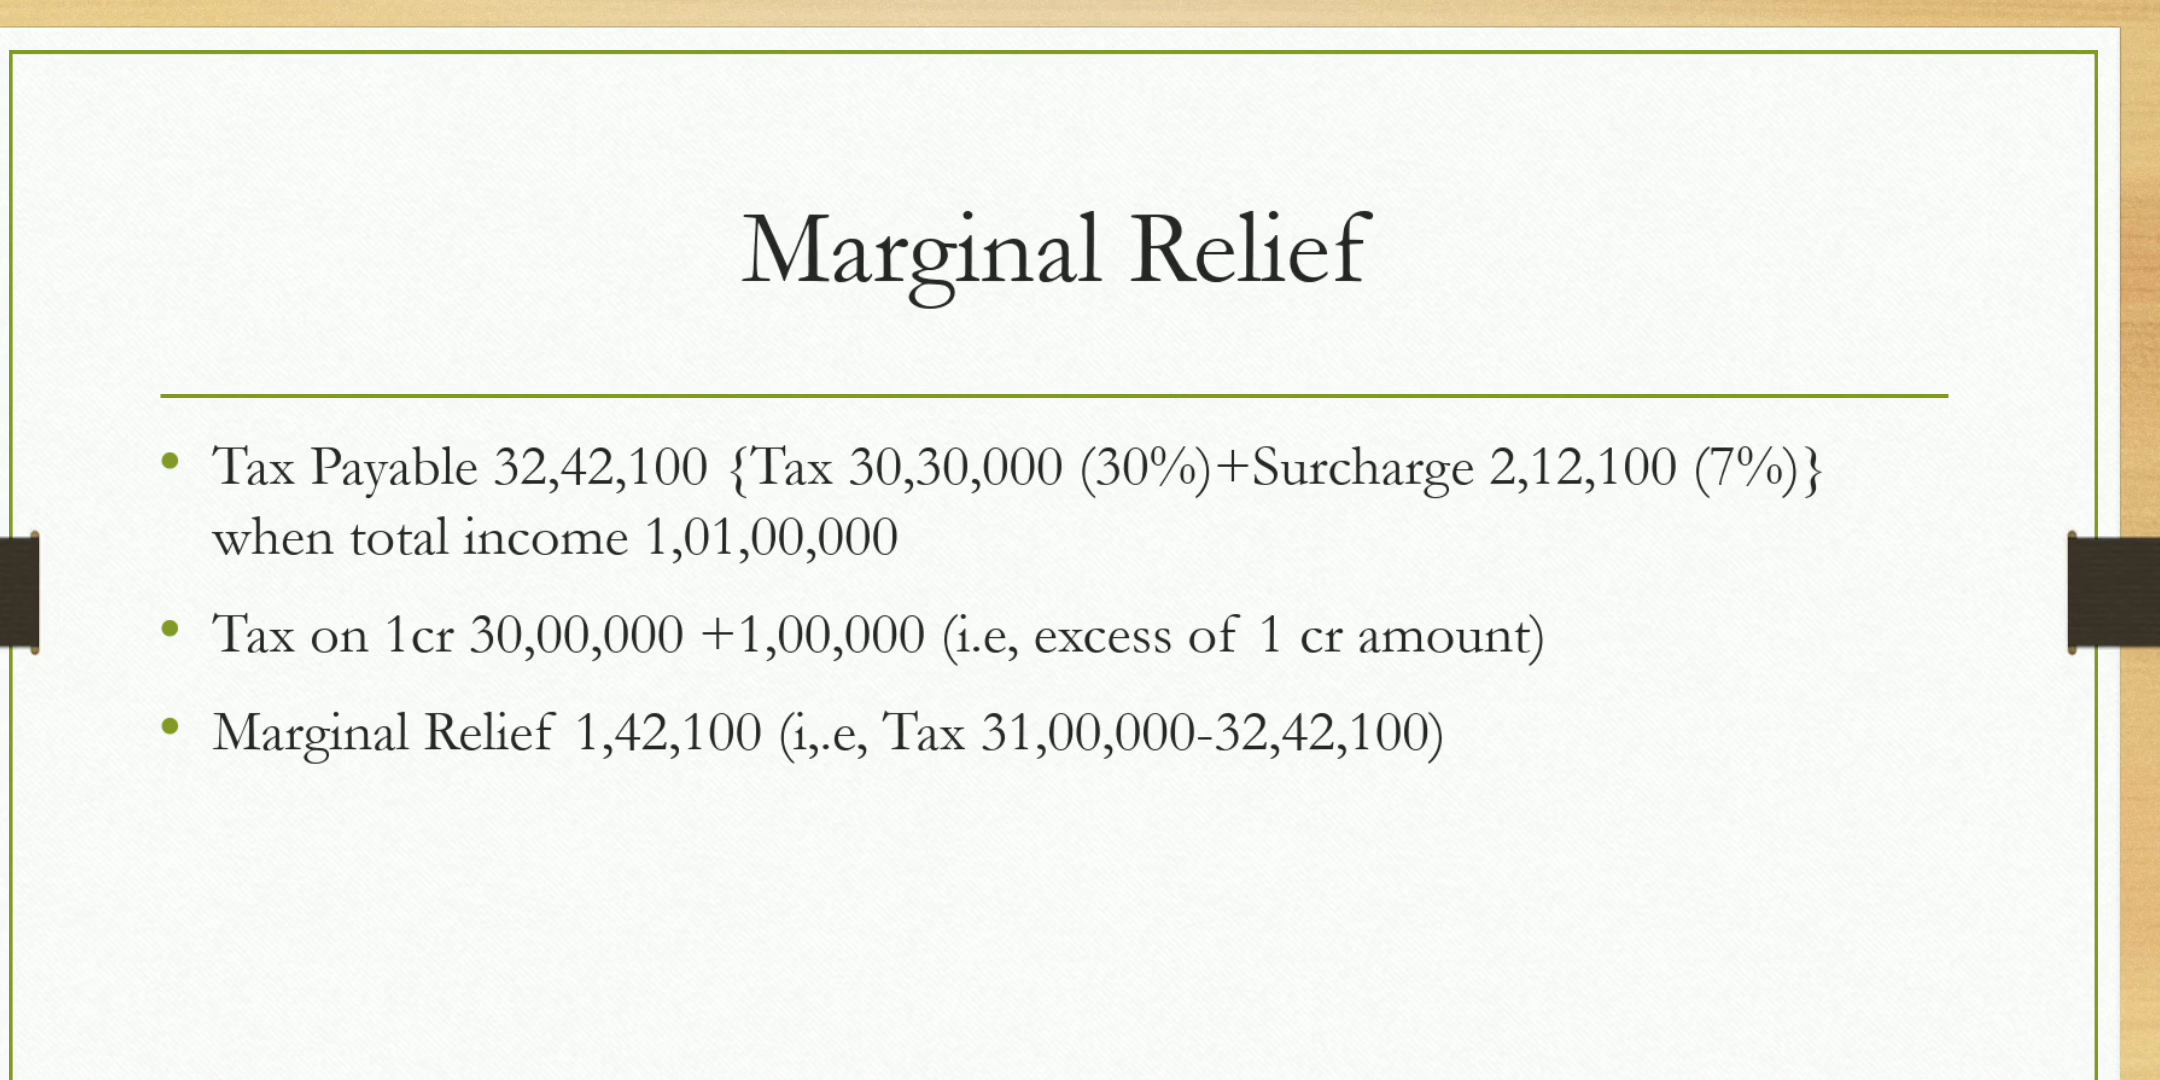 Marginal Relief
• Tax Payable 32,42,100 {Tax 30,30,000 (30%)+Surcharge 2,12,100 (7%)}
when total income 1,01,00,000
• Tax on 1cr 30,00,000 +1,00,000 (i.e, excess of 1 cr amount)
• Marginal Relief 1,42,100 (i,.e, Tax 31,00,000-32,42,100)